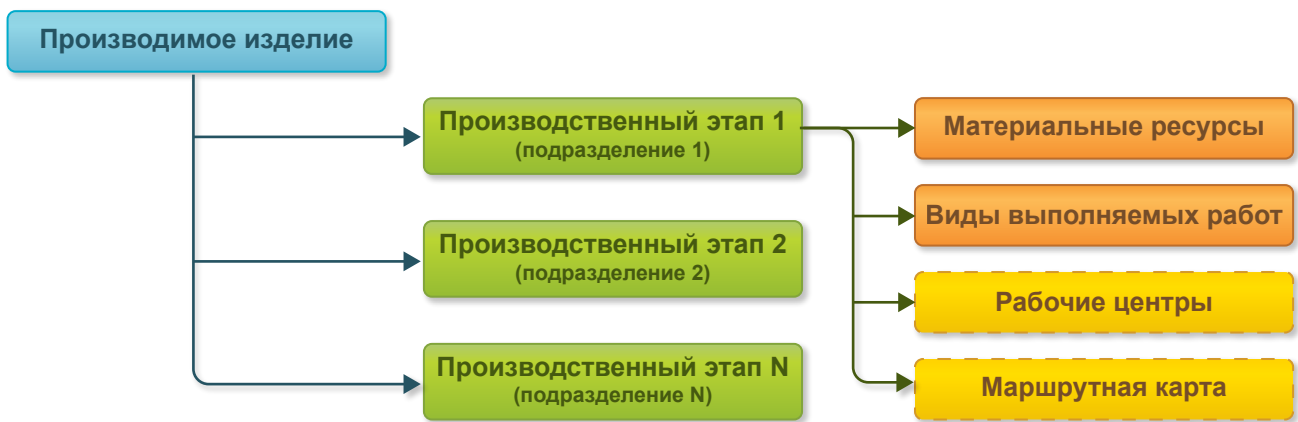 Производимое изделие
Производственный этап 1
(подразделение 1)
Материальные ресурсы
Виды выполняемых работ
Производственный этап 2
(подразделение 2)
Рабочие центры
Производственный этап N
(подразделение N)
Маршрутная карта